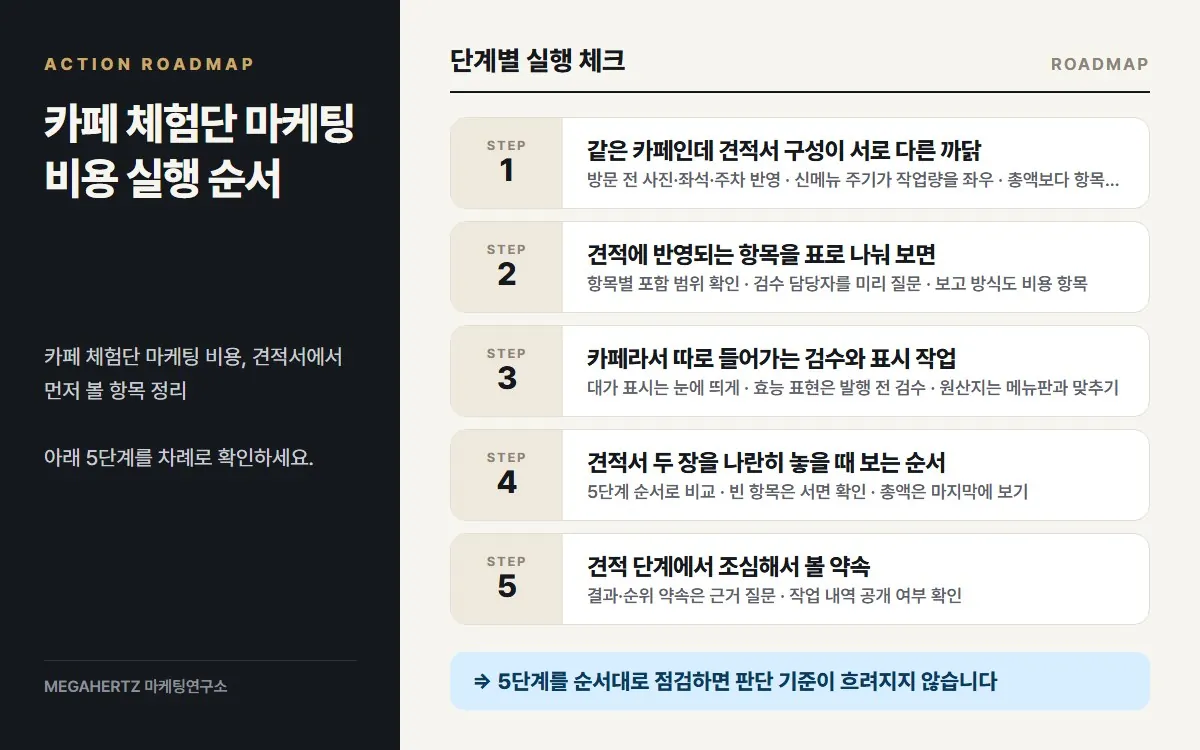 ACTION ROADMAP
카페 체험단 마케팅
비용 실행 순서
카페 체험단 마케팅 비용, 견적서에서
먼저 볼 항목 정리
아래 5단계를 차례로 확인하세요.
MEGAHERTZ 마케팅연구소
단계별 실행 체크
ROADMAP
STEP
1
같은 카페인데 견적서 구성이 서로 다른 까닭
방문 전 사진·좌석·주차 반영 · 신메뉴 주기가 작업량을 좌우 · 총액보다 항목...
STEP
2
견적에 반영되는 항목을 표로 나눠 보면
항목별 포함 범위 확인 · 검수 담당자를 미리 질문 · 보고 방식도 비용 항목
STEP
3
카페라서 따로 들어가는 검수와 표시 작업
대가 표시는 눈에 띄게 · 효능 표현은 발행 전 검수 · 원산지는 메뉴판과 맞추기
STEP
4
견적서 두 장을 나란히 놓을 때 보는 순서
5단계 순서로 비교 · 빈 항목은 서면 확인 · 총액은 마지막에 보기
STEP
5
견적 단계에서 조심해서 볼 약속
결과·순위 약속은 근거 질문 · 작업 내역 공개 여부 확인
→ 5단계를 순서대로 점검하면 판단 기준이 흐려지지 않습니다